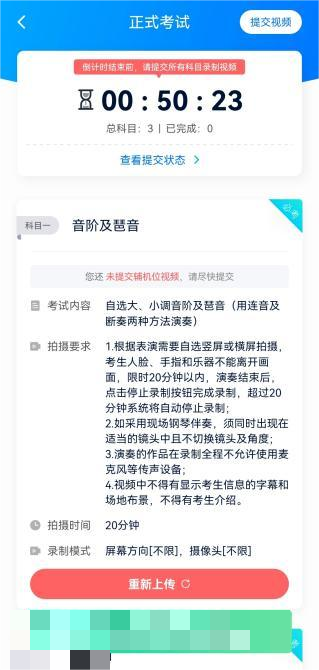 正式考试
提交视频
倒计时结束前，请提交所有科目录制视频
00 : 50 : 23
总科目：3 | 已完成：0
查看提交状态 >
必考
科目一
音阶及琶音
您还 未提交辅机位视频、请尽快提交
考试内容 自选大、小调音阶及琶音（用连音及
断奏两种方法演奏）
拍摄要求 1.根据表演需要自选竖屏或横屏拍摄，
考生人脸、手指和乐器不能离开画
面，限时20分钟以内，演奏结束后，
点击停止录制按钮完成录制，超过20
分钟系统将自动停止录制；
2.如采用现场钢琴伴奏，须同时出现在
适当的镜头中且不切换镜头及角度；
3.演奏的作品在录制全程不允许使用麦
克风等传声设备；
4.视频中不得有显示考生信息的字幕和
场地布景，不得有考生介绍。
拍摄时间 20分钟
录制模式 屏幕方向[不限]，摄像头[不限]
重新上传